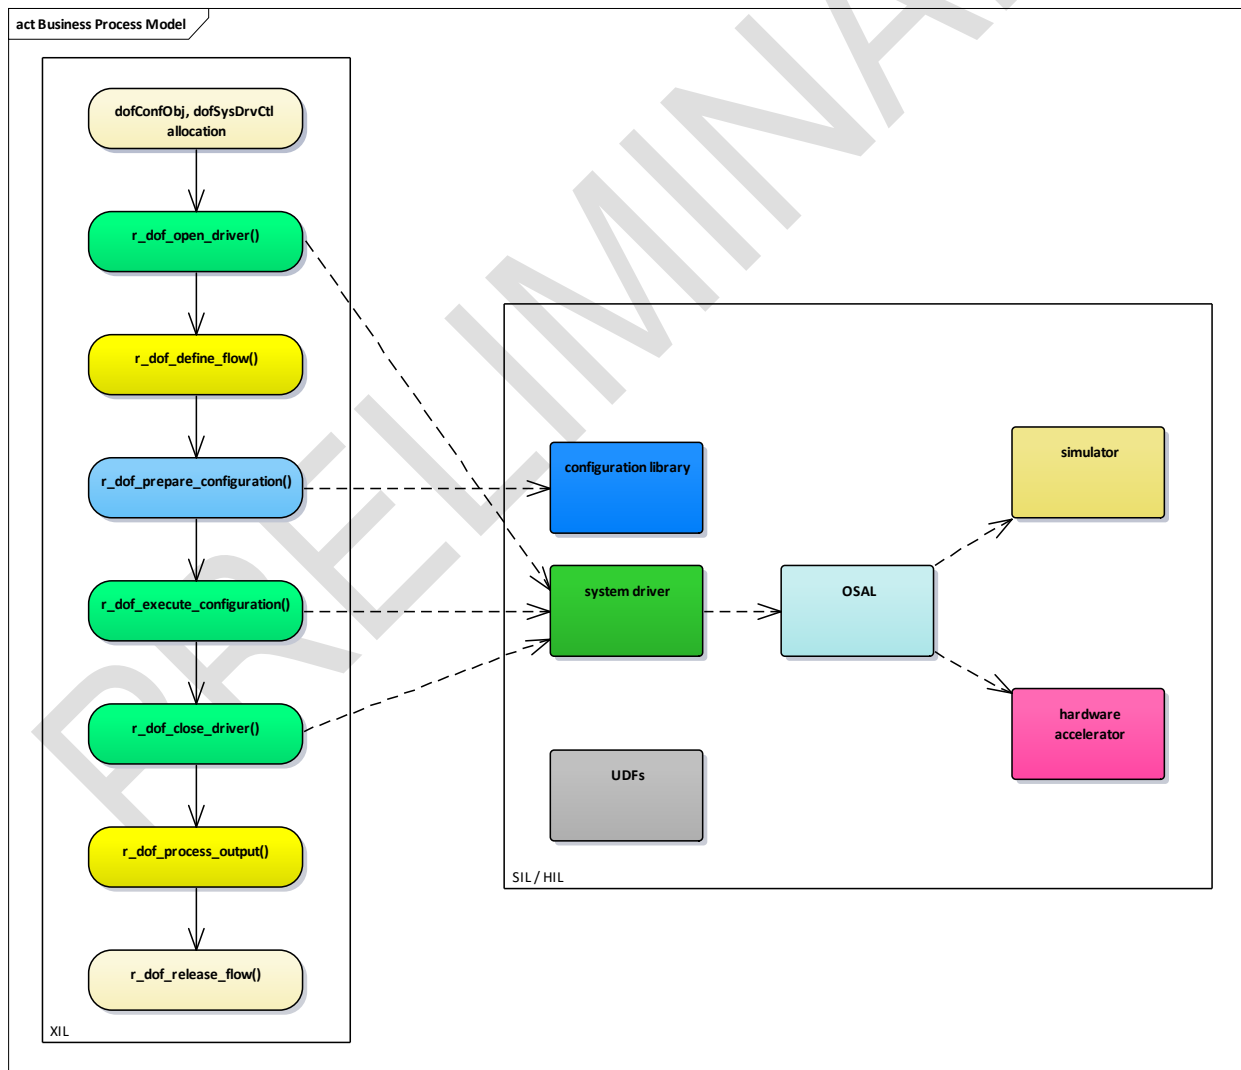 act Business Process Model
dofConfObj, dofSysDrvCtl
allocation
r_dof_open_driver()
r_dof_define_flow()
r_dof_prepare_configuration()
r_dof_execute_configuration()
r_dof_close_driver()
r_dof_process_output()
r_dof_release_flow()
XIL
configuration library
system driver
UDFs
OSAL
simulator
hardware
accelerator
SIL / HIL
PRELIMINA